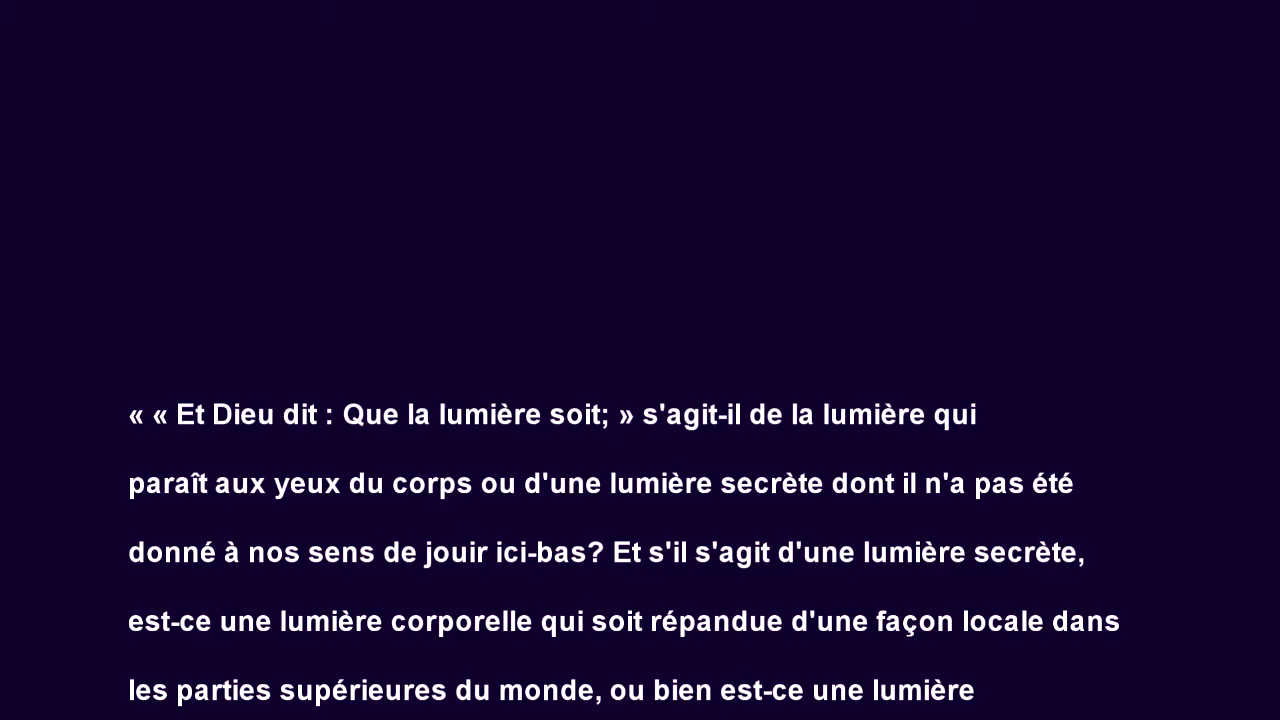 « « Et Dieu dit : Que la lumière soit; » s'agit-il de la lumière qui
paraît aux yeux du corps ou d'une lumière secrète dont il n'a pas été
donné à nos sens de jouir ici-bas? Et s'il s'agit d'une lumière secrète,
est-ce une lumière corporelle qui soit répandue d'une façon locale dans
les parties supérieures du monde, ou bien est-ce une lumière